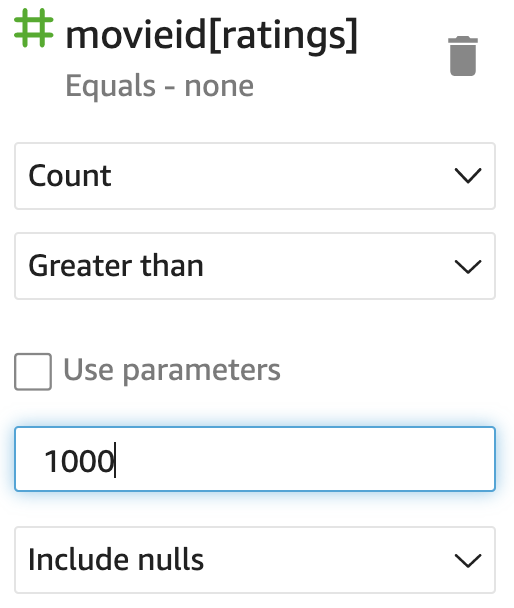 # movieid[ratings]
Equals - none
Count
Greater than
Use parameters
1000
Include nulls